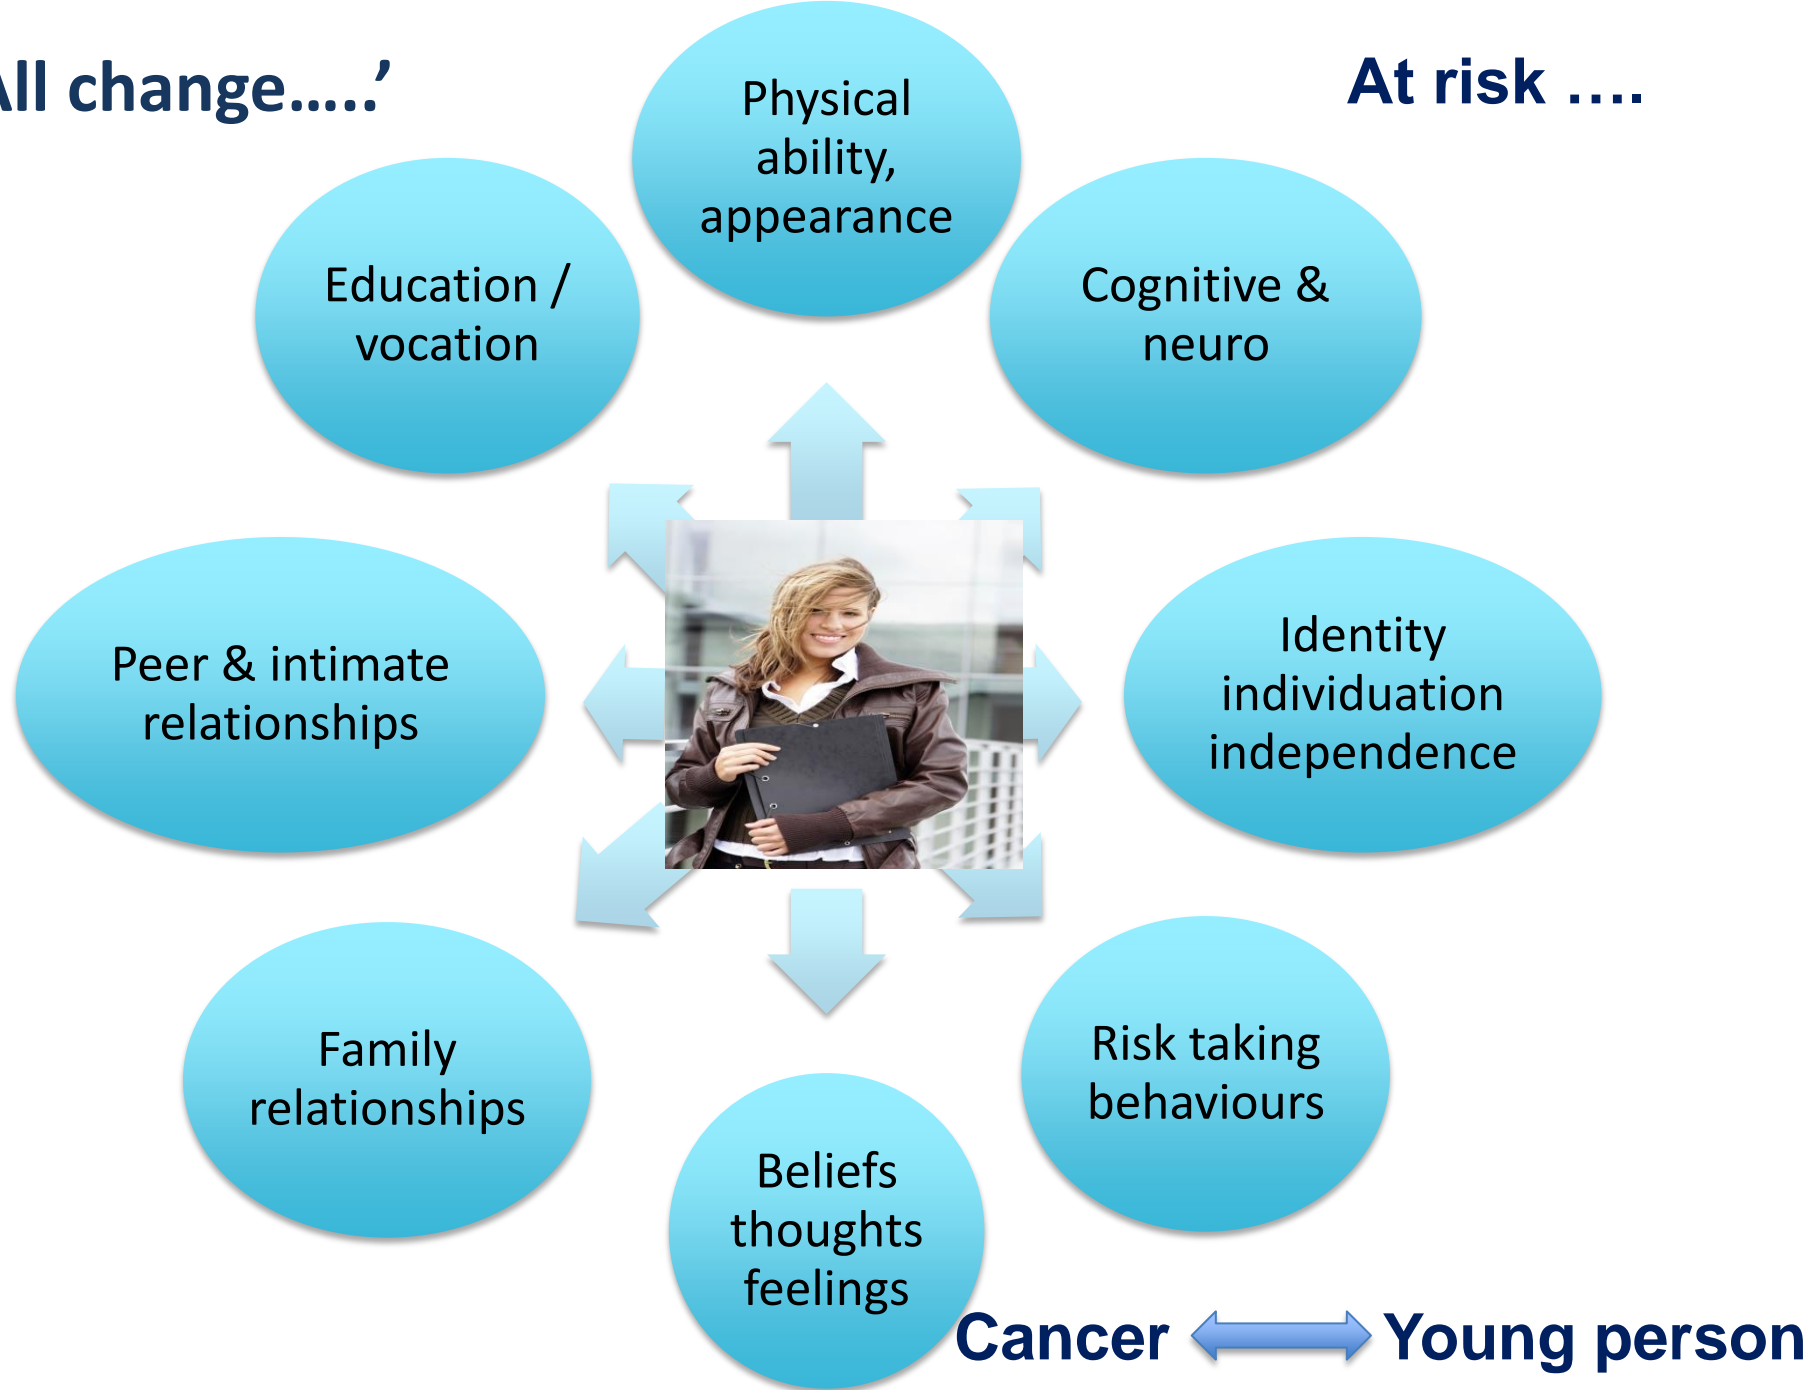 All change…..’
At risk ….
Physical
ability,
appearance
Education /
vocation
Cognitive &
neuro
Peer & intimate
relationships
Identity
individuation
independence
Family
relationships
Risk taking
behaviours
Beliefs
thoughts
feelings
Cancer
Young person